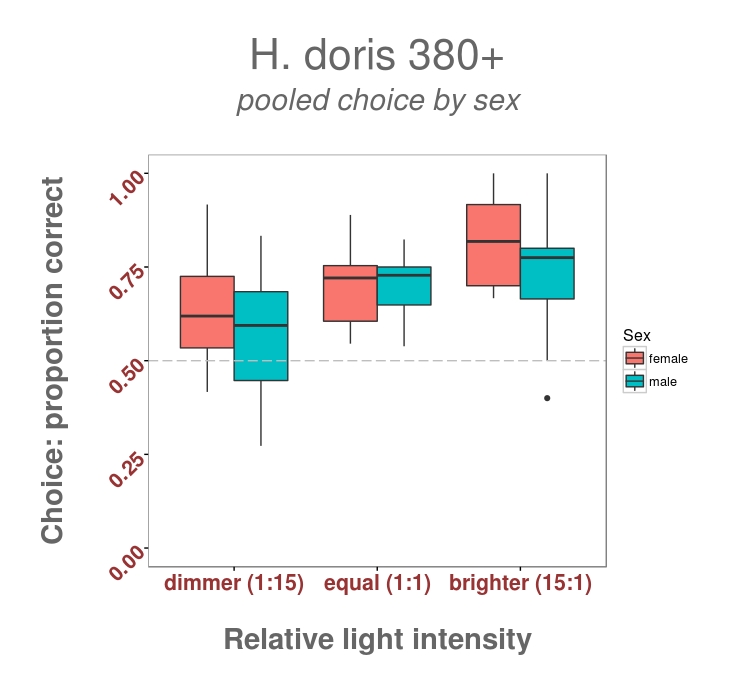 H. doris 380+
pooled choice by sex
Choice: proportion correct
1.00
0.75
0.50
0.25
0.00
dimmer (1:15) equal (1:1) brighter (15:1)
Relative light intensity
Sex
female
male